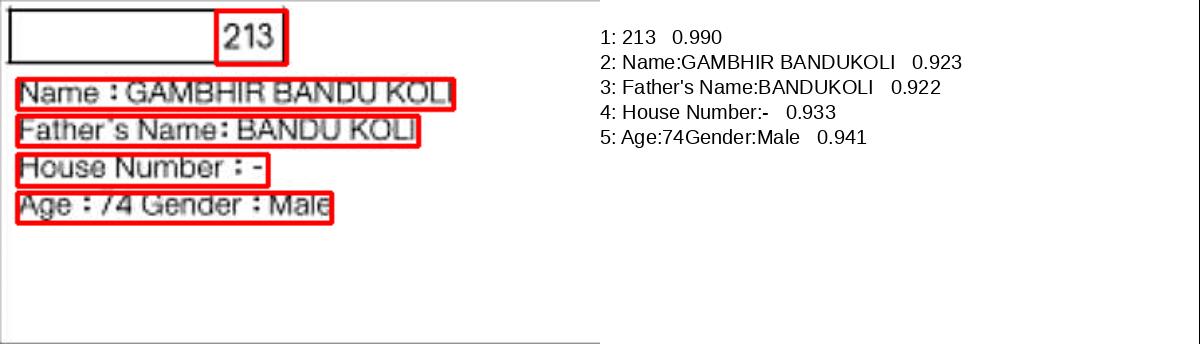 213
Name : GAMBHIR BANDU KOLI
Father's Name: BANDU KOLI
House Number : -
Age : 74 Gender : Male
1: 213 0.990
2: Name:GAMBHIR BANDUKOLI 0.923
3: Father's Name:BANDUKOLI 0.922
4: House Number:- 0.933
5: Age:74Gender:Male 0.941